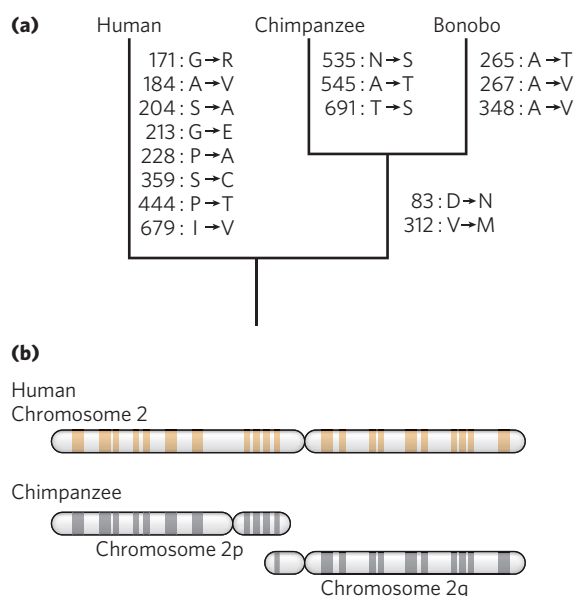 (a)
Human
Chimpanzee
Bonobo
171 : G→R
184 : A→V
204 : S→A
213 : G→E
228 : P→A
359 : S→C
444 : P→T
679 : I→V
535 : N→S
545 : A→T
691 : T→S
265 : A→T
267 : A→V
348 : A→V
83 : D→N
312 : V→M
(b)
Human
Chromosome 2
Chimpanzee
Chromosome 2p
Chromosome 2q